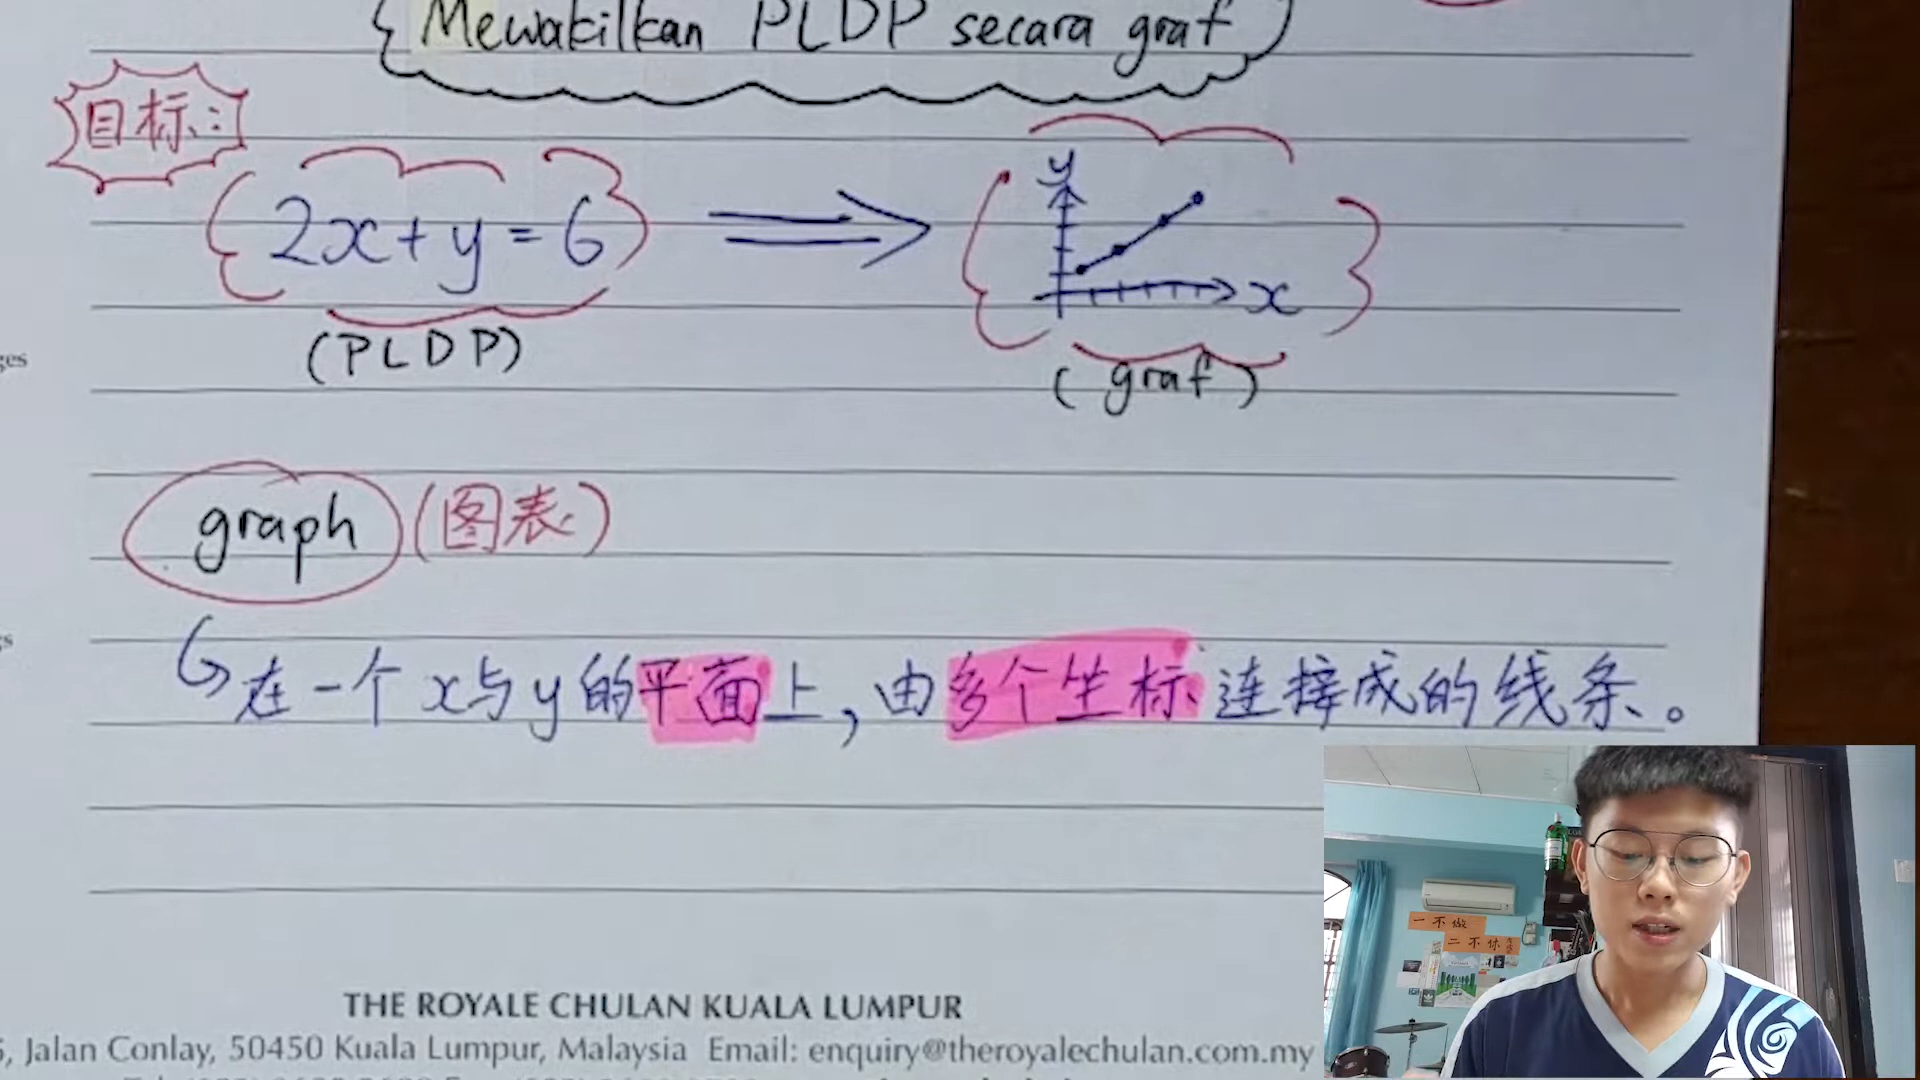 Mewakilkan PLDP secara graf
目标:
2x + y = 6
y
x
(PLDP)
(graf)
ges
graph (图表)
在一个 x与 y 的平面上，由多个坐标连接成的线条。
s
一不做
二不休
THE ROYALE CHULAN KUALA LUMPUR
5, Jalan Conlay, 50450 Kuala Lumpur, Malaysia Email: enquiry@theroyalechulan.com.my